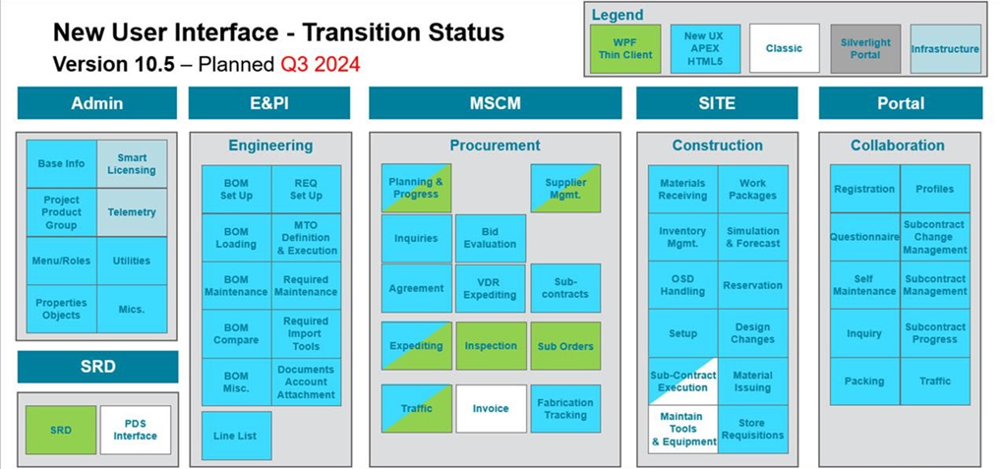 New User Interface - Transition Status
Version 10.5 – Planned Q3 2024
Legend
WPF
Thin Client
New UX
APEX
HTML5
Classic
Silverlight
Portal
Infrastructure
Admin
Base Info
Smart
Licensing
Project
Product
Group
Telemetry
Menu/Roles
Utilities
Properties
Objects
Mics.
SRD
SRD
PDS
Interface
E&PI
Engineering
BOM
Set Up
REQ
Set Up
BOM
Loading
MTO
Definition
& Execution
BOM
Maintenance
Required
Maintenance
BOM
Compare
Required
Import
Tools
BOM
Misc.
Documents
Account
Attachment
Line List
MSCM
Procurement
Planning &
Progress
Supplier
Mgmt.
Inquiries
Bid
Evaluation
Agreement
VDR
Expediting
Sub-
contracts
Expediting
Inspection
Sub Orders
Traffic
Invoice
Fabrication
Tracking
SITE
Construction
Materials
Receiving
Work
Packages
Inventory
Mgmt.
Simulation
& Forecast
OSD
Handling
Reservation
Setup
Design
Changes
Sub-Contract
Execution
Material
Issuing
Maintain
Tools
& Equipment
Store
Requisitions
Portal
Collaboration
Registration
Profiles
Questionnaire
Subcontract
Change
Management
Self
Maintenance
Subcontract
Management
Inquiry
Subcontract
Progress
Packing
Traffic